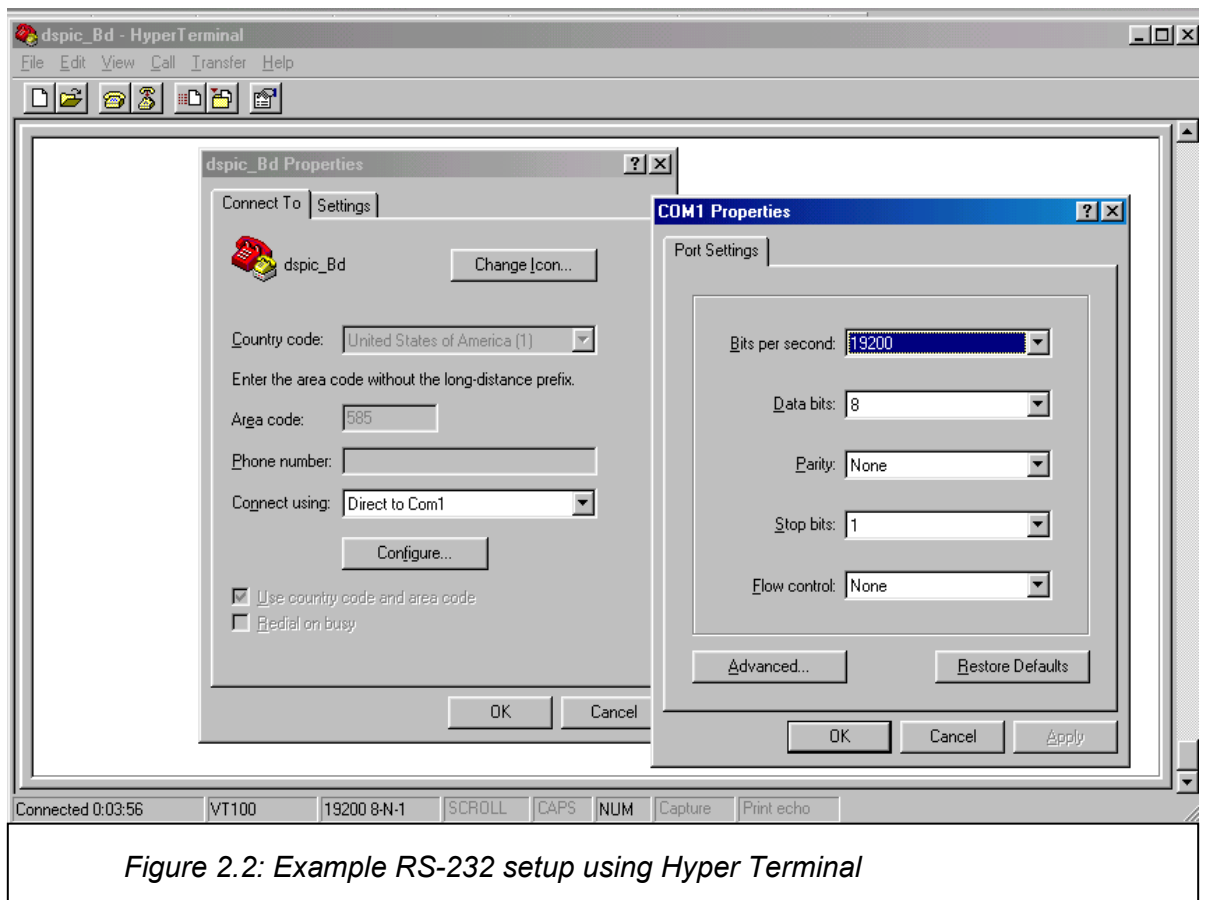 dspic_Bd - HyperTerminal
File Edit View Call Transfer Help
dspic_Bd Properties
Connect To Settings
dspic_Bd
Change Icon...
Country code: United States of America (1)
Enter the area code without the long-distance prefix.
Area code: 585
Phone number:
Connect using: Direct to Com1
Configure...
Use country code and area code
Redial on busy
OK Cancel
COM1 Properties
Port Settings
Bits per second: 19200
Data bits: 8
Parity: None
Stop bits: 1
Flow control: None
Advanced... Restore Defaults
OK Cancel Apply
Connected 0:03:56 VT100 19200 8-N-1 SCROLL CAPS NUM Capture Print echo
Figure 2.2: Example RS-232 setup using Hyper Terminal